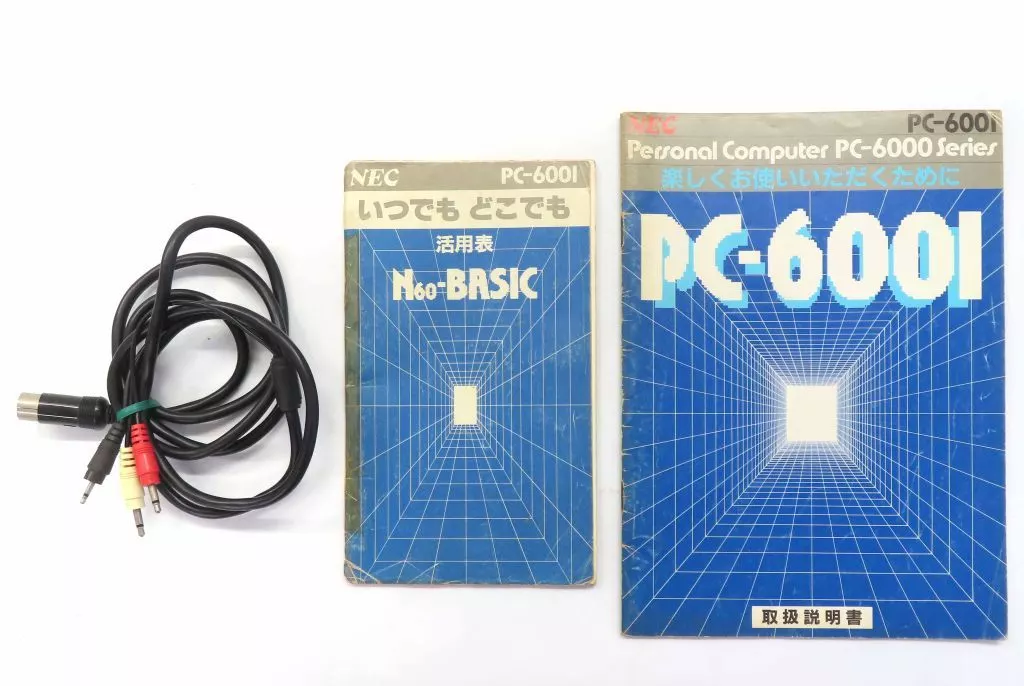 NEC PC-6001
いつでも どこでも
活用表
N60-BASIC
NEC PC-6001
Personal Computer PC-6000 Series
楽しくお使いいただくために
PC-6001
取扱説明書